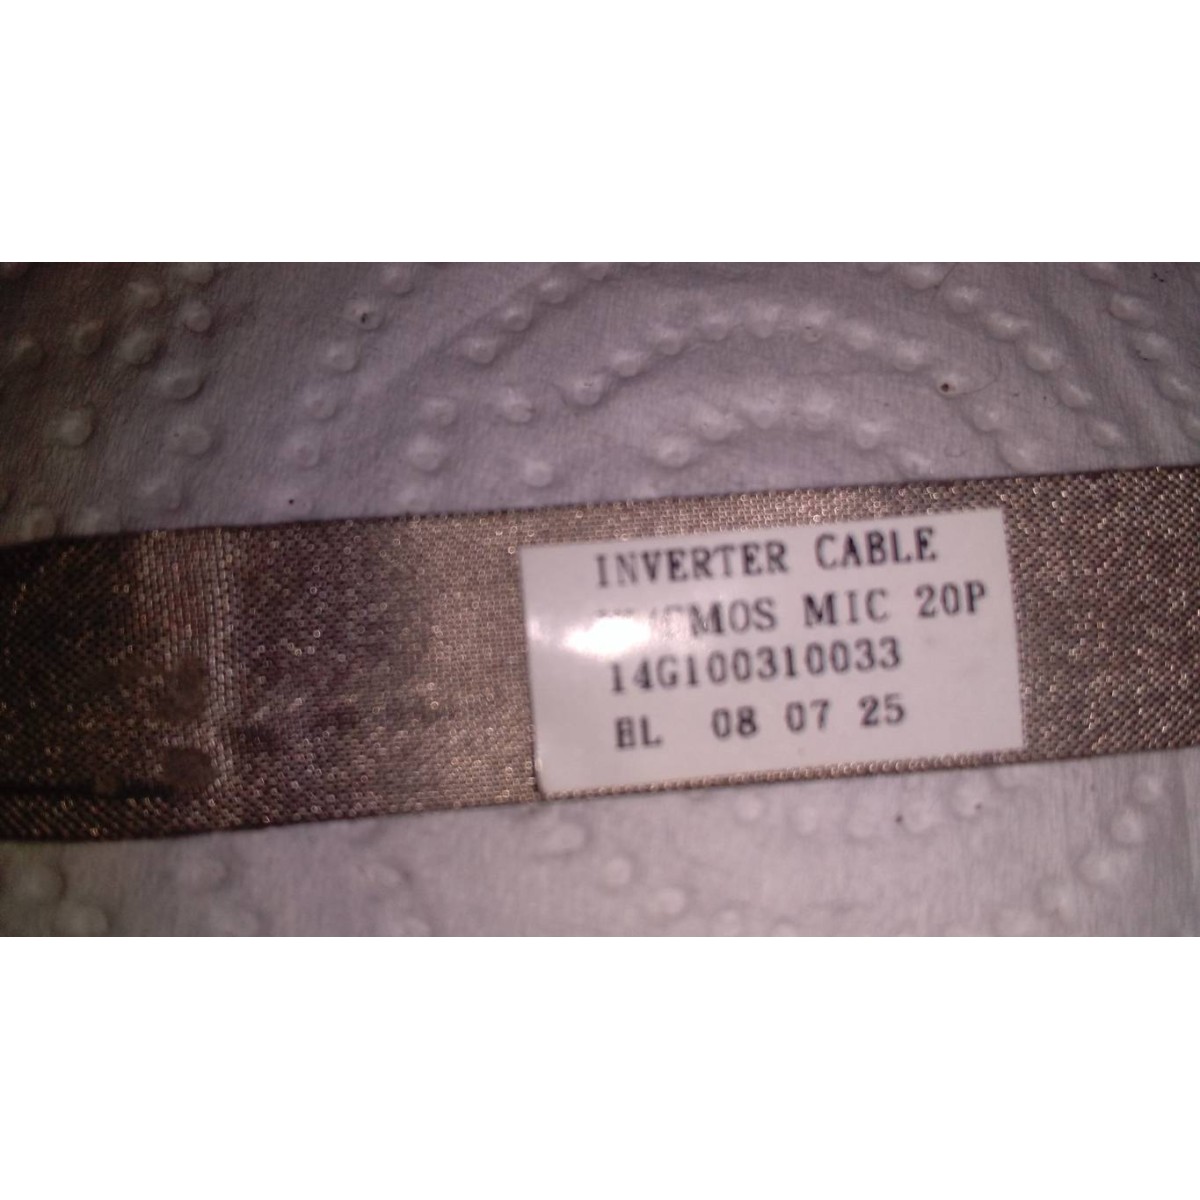 INVERTER CABLE
MIC 20P
14G100310033
BL 08 07 25